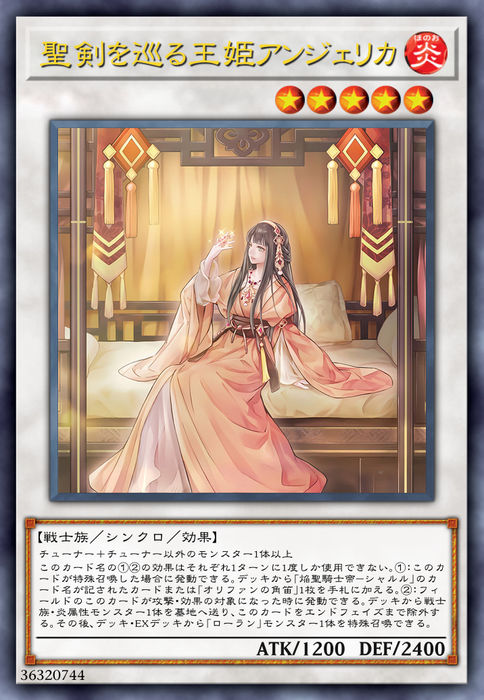 聖剣を巡る王姫アンジェリカ
ほのお
炎
【戦士族／シンクロ／効果】
チューナー＋チューナー以外のモンスター1体以上
このカード名の①②の効果はそれぞれ1ターンに1度しか使用できない。①：このカ
ードが特殊召喚した場合に発動できる。デッキから「焔聖騎士帝－シャルル」のカ
ード名が記されたカードまたは「オリファンの角笛」1枚を手札に加える。②：フィ
ールドのこのカードが攻撃・効果の対象になった時に発動できる。デッキから戦士
族・炎属性モンスター1体を墓地へ送り、このカードをエンドフェイズまで除外す
る。その後、デッキ・EXデッキから「ローラン」モンスター1体を特殊召喚できる。
ATK/1200 DEF/2400
36320744